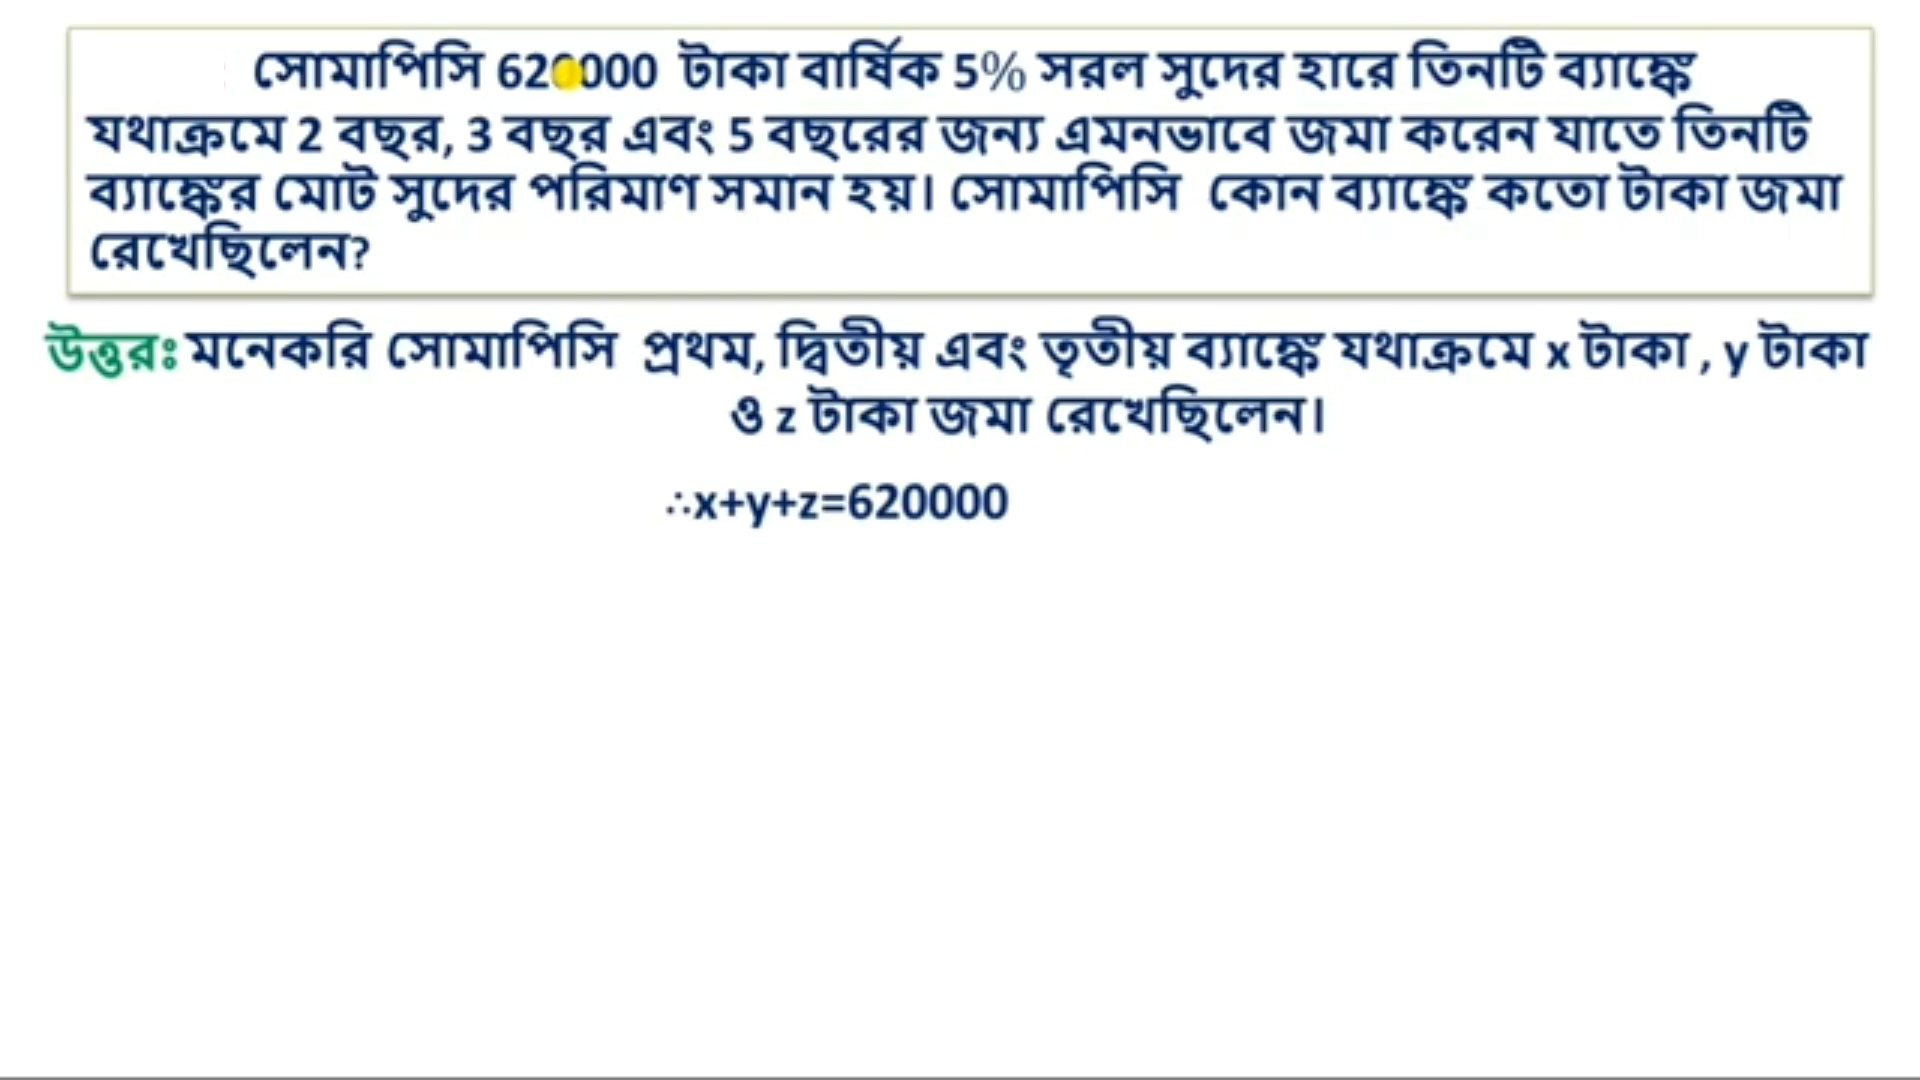 সোমাপিসি 620000 টাকা বার্ষিক 5% সরল সুদের হারে তিনটি ব্যাঙ্কে
যথাক্রমে 2 বছর, 3 বছর এবং 5 বছরের জন্য এমনভাবে জমা করেন যাতে তিনটি
ব্যাঙ্কের মোট সুদের পরিমাণ সমান হয়। সোমাপিসি কোন ব্যাঙ্কে কতো টাকা জমা
রেখেছিলেন?
উত্তরঃ মনেকরি সোমাপিসি প্রথম, দ্বিতীয় এবং তৃতীয় ব্যাঙ্কে যথাক্রমে x টাকা , y টাকা
ও z টাকা জমা রেখেছিলেন।
∴x+y+z=620000